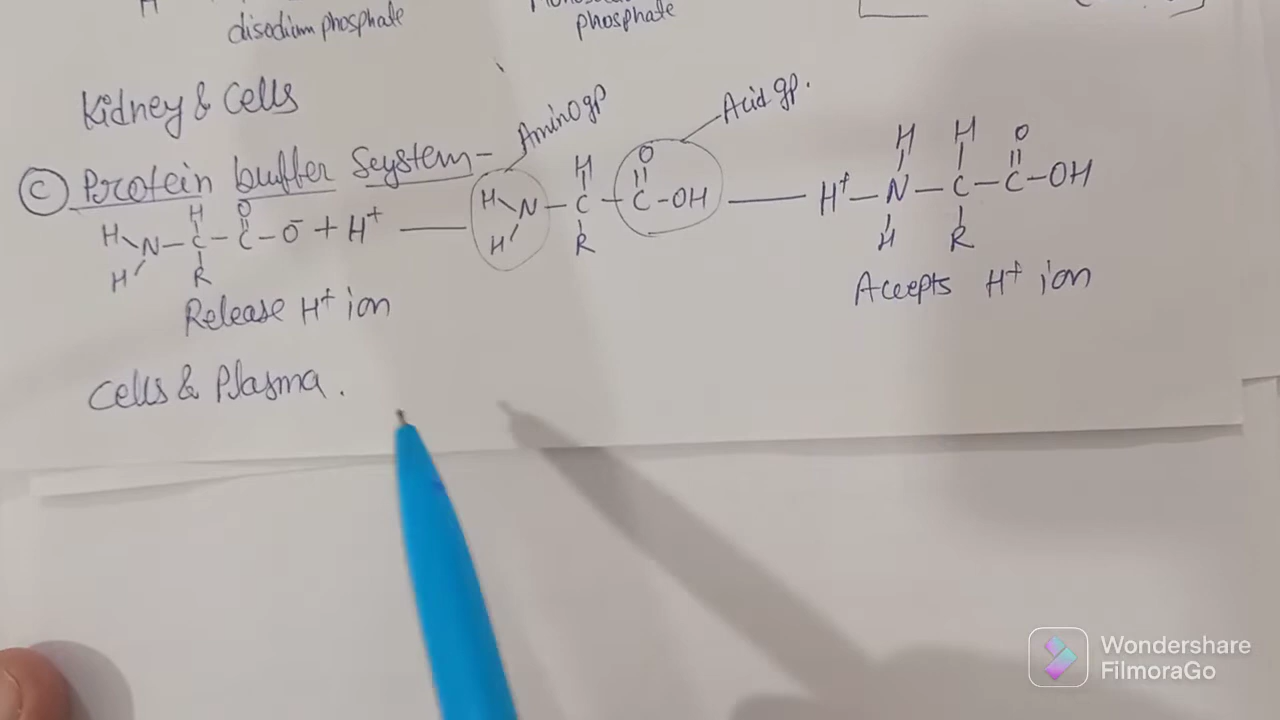 disodium phosphate
phosphate
Kidney & Cells
Amino gp
Acid gp.
C Protein buffer Seystem-
H H O
H N - C - C - O- + H+
H R
H O
H N - C - C - OH
H R
H H O
H+ - N - C - C - OH
H R
Release H+ ion
Accepts H+ ion
Cells & Plasma.
Wondershare
FilmoraGo